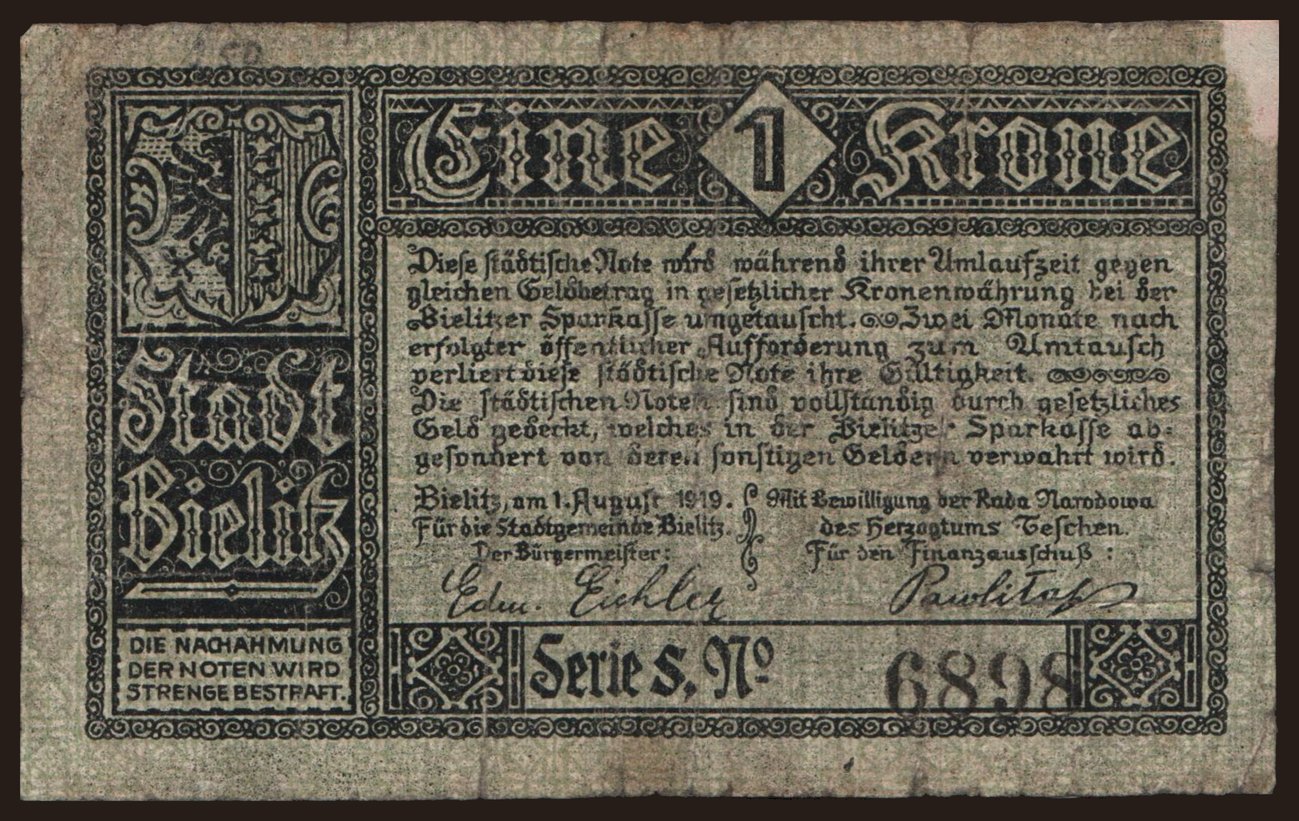 Eine 1 Krone
Stadt
Bielitz
DIE NACHAHMUNG
DER NOTEN WIRD
STRENGE BESTRAFT.
Diese städtische Note wird während ihrer Umlaufzeit gegen
gleichen Geldbetrag in gesetzlicher Kronenwährung bei der
Bielitzer Sparkasse umgetauscht. Zwei Monate nach
erfolgter öffentlicher Aufforderung zum Umtausch
verliert diese städtische Note ihre Gültigkeit.
Die städtischen Noten sind vollständig durch gesetzliches
Geld gedeckt, welches in der Bielitzer Sparkasse ab=
gesondert von deren sonstigen Geldern verwahrt wird.
Bielitz, am 1. August 1919.
Für die Stadtgemeinde Bielitz.
Der Bürgermeister:
Edm. Eichler
Mit Bewilligung der Rada Narodowa
des Herzogtums Teschen.
Für den Finanzausschuß:
Serie S. No 6898